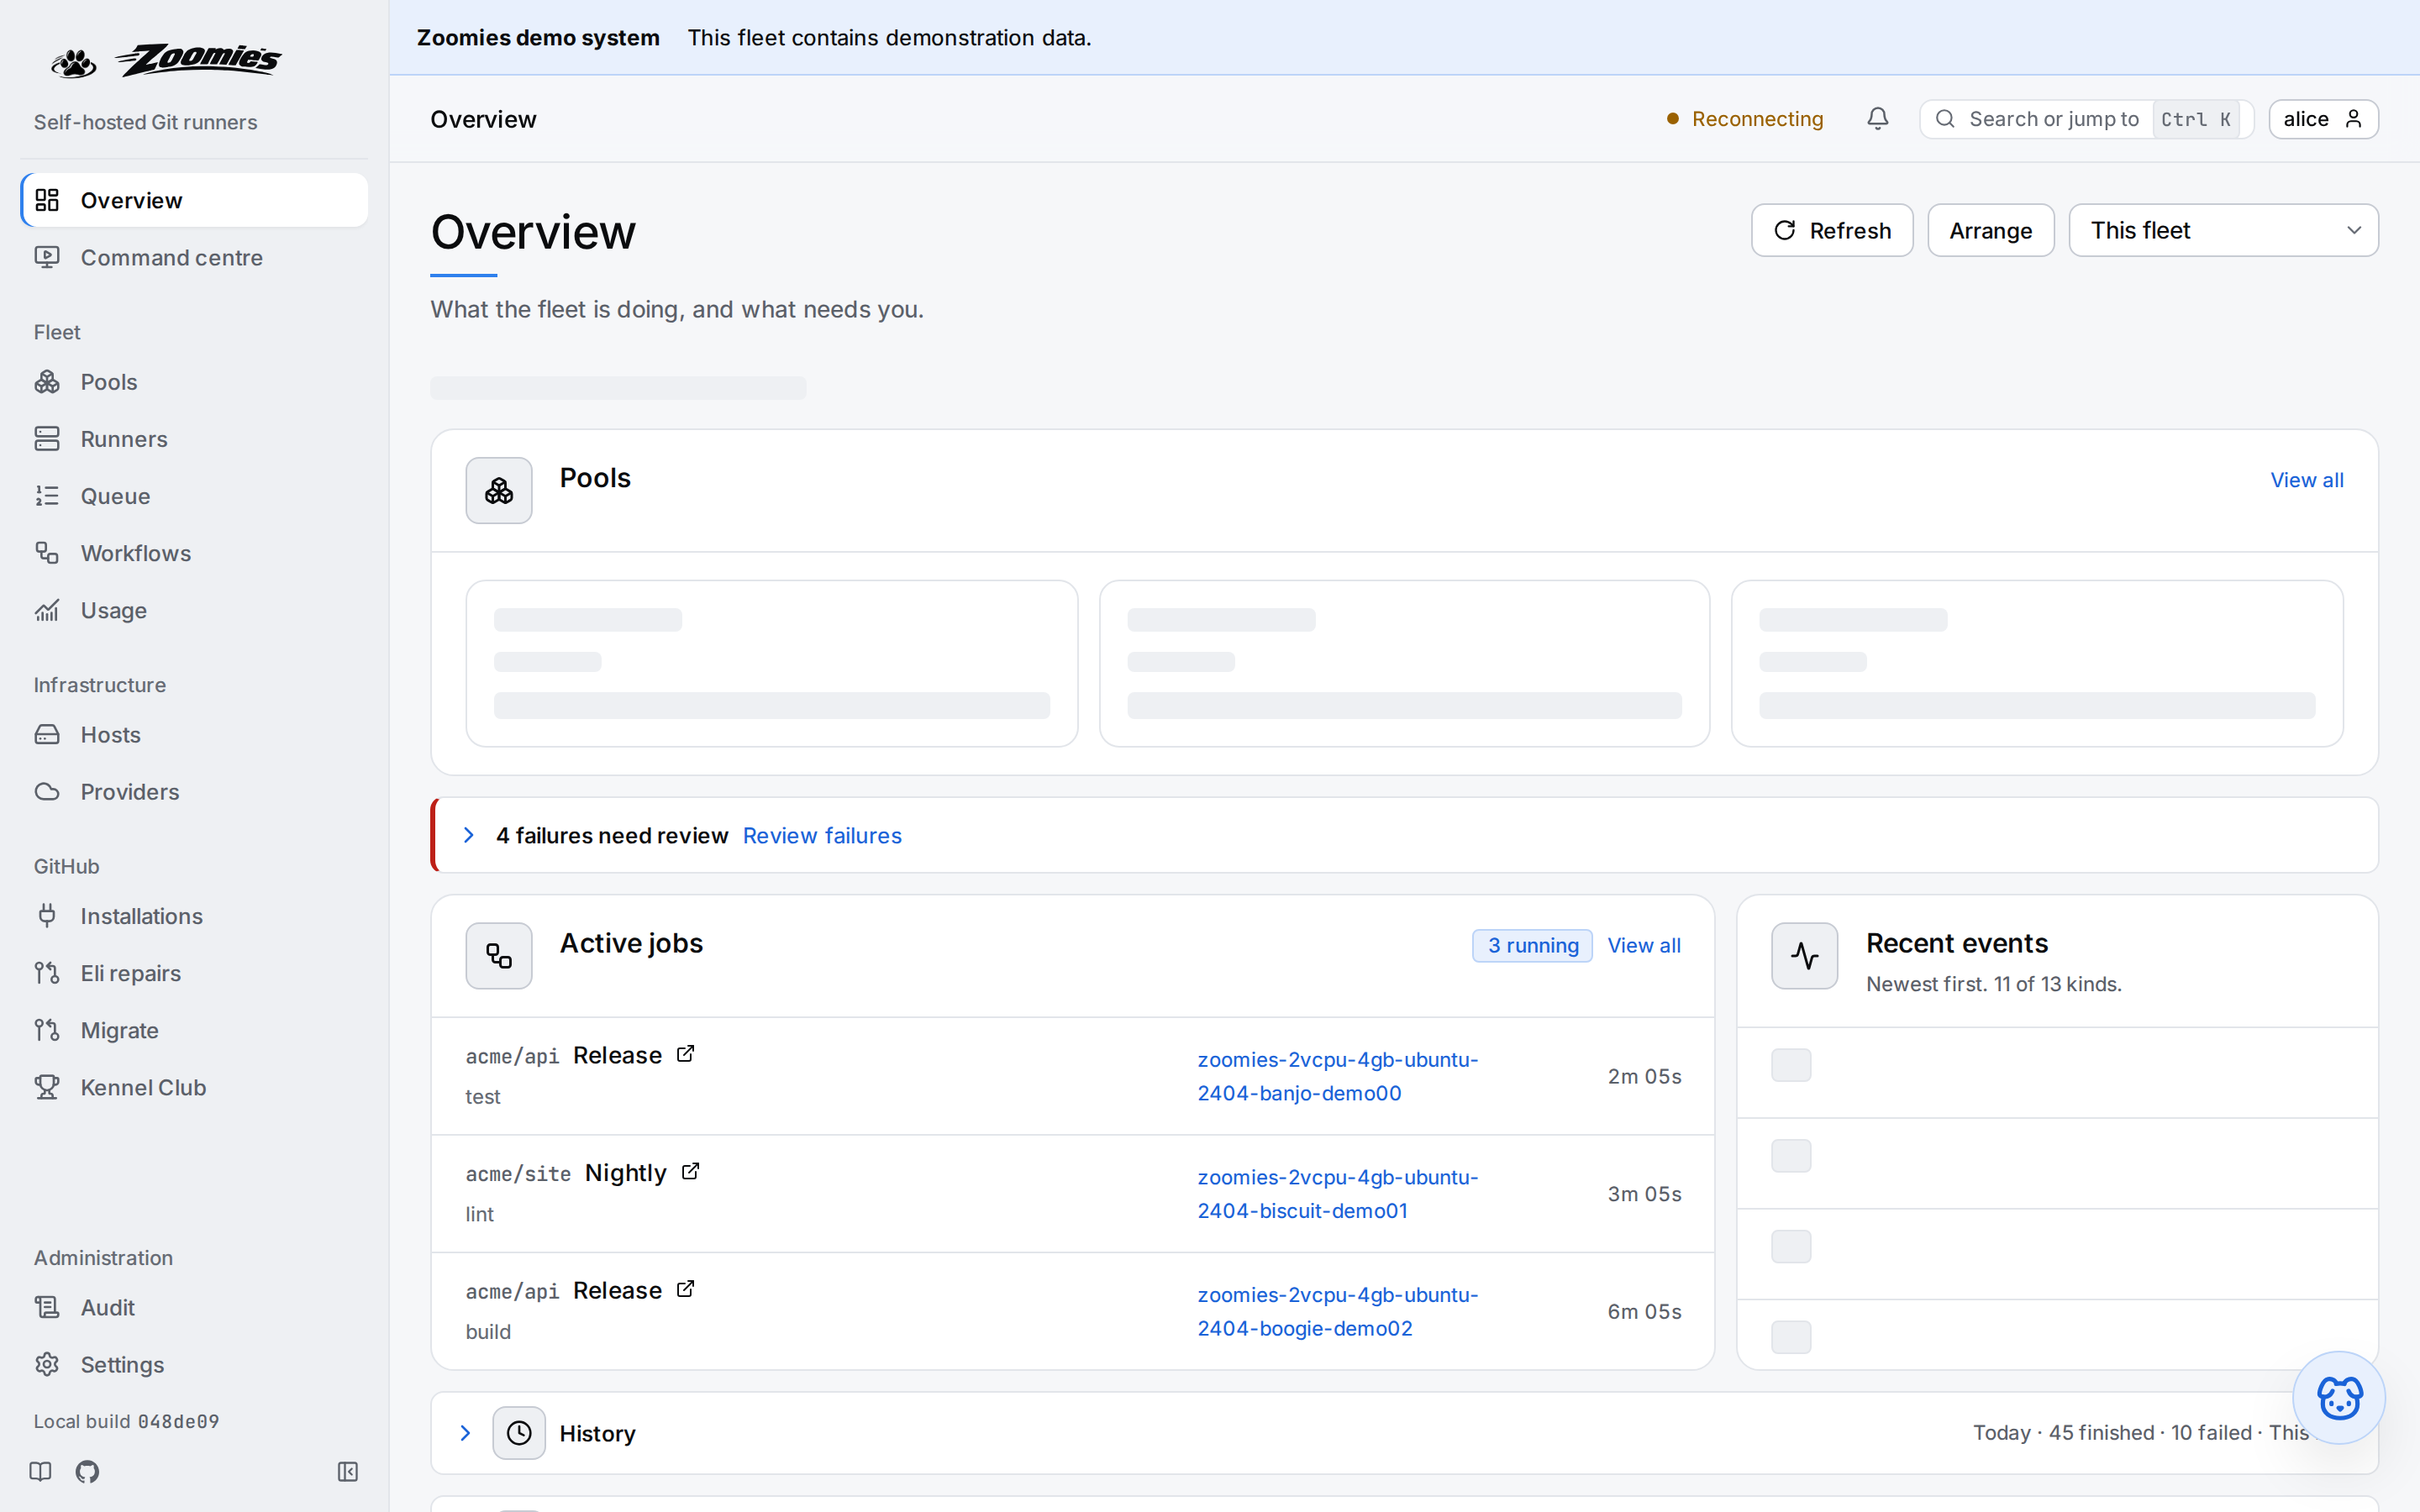 Zoomies
Self-hosted Git runners
Overview
Command centre
Fleet
Pools
Runners
Queue
Workflows
Usage
Infrastructure
Hosts
Providers
GitHub
Installations
Eli repairs
Migrate
Kennel Club
Administration
Audit
Settings
Local build 048de09
Zoomies demo system This fleet contains demonstration data.
Overview
Reconnecting
Search or jump to Ctrl K
alice
Overview
Refresh
Arrange
This fleet
What the fleet is doing, and what needs you.
Pools
View all
4 failures need review Review failures
Active jobs
3 running View all
acme/api Release
test
zoomies-2vcpu-4gb-ubuntu-
2404-banjo-demo00
2m 05s
acme/site Nightly
lint
zoomies-2vcpu-4gb-ubuntu-
2404-biscuit-demo01
3m 05s
acme/api Release
build
zoomies-2vcpu-4gb-ubuntu-
2404-boogie-demo02
6m 05s
Recent events
Newest first. 11 of 13 kinds.
History
Today · 45 finished · 10 failed · This